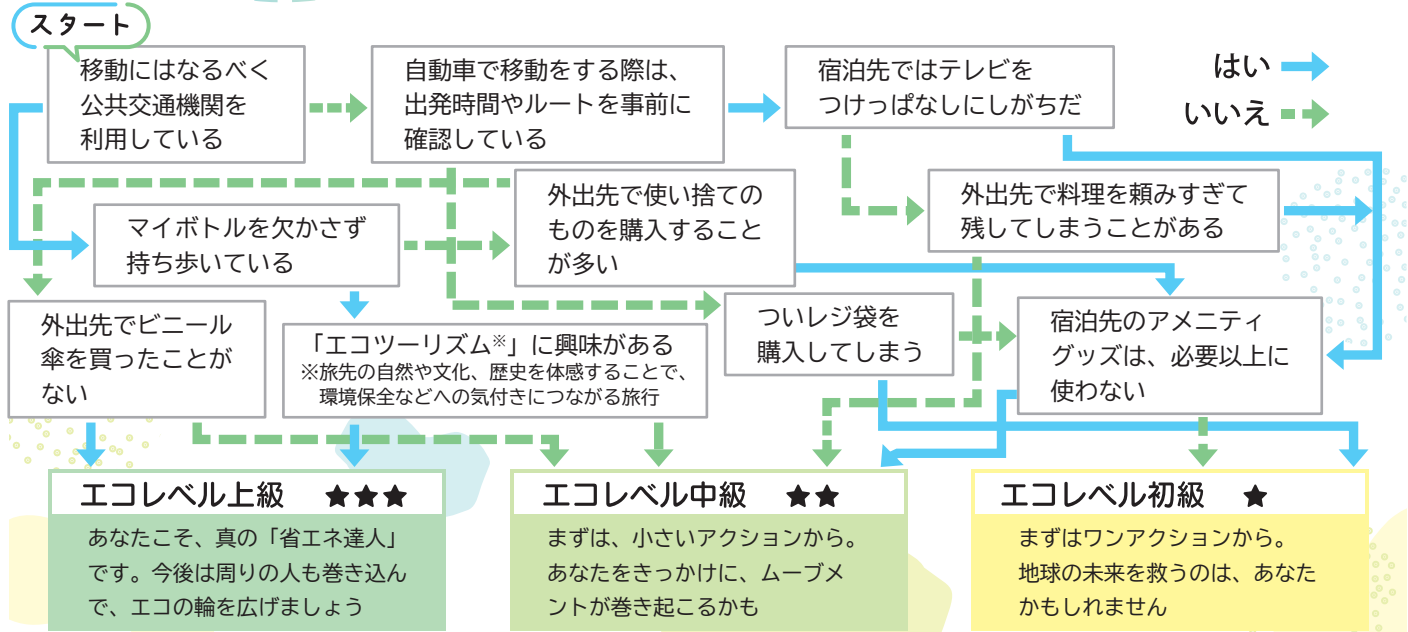 スタート
移動にはなるべく
公共交通機関を
利用している
自動車で移動をする際は、
出発時間やルートを事前に
確認している
宿泊先ではテレビを
つけっぱなしにしがちだ
はい
いいえ
マイボトルを欠かさず
持ち歩いている
外出先で使い捨ての
ものを購入すること
が多い
外出先で料理を頼みすぎて
残してしまうことがある
外出先でビニール
傘を買ったことが
ない
「エコツーリズム※」に興味がある
※旅先の自然や文化、歴史を体感することで、
環境保全などへの気付きにつながる旅行
ついレジ袋を
購入してしまう
宿泊先のアメニティ
グッズは、必要以上に
使わない
エコレベル上級 ★★★
あなたこそ、真の「省エネ達人」
です。今後は周りの人も巻き込ん
で、エコの輪を広げましょう
エコレベル中級 ★★
まずは、小さいアクションから。
あなたをきっかけに、ムーブメ
ントが巻き起こるかも
エコレベル初級 ★
まずはワンアクションから。
地球の未来を救うのは、あなた
かもしれません